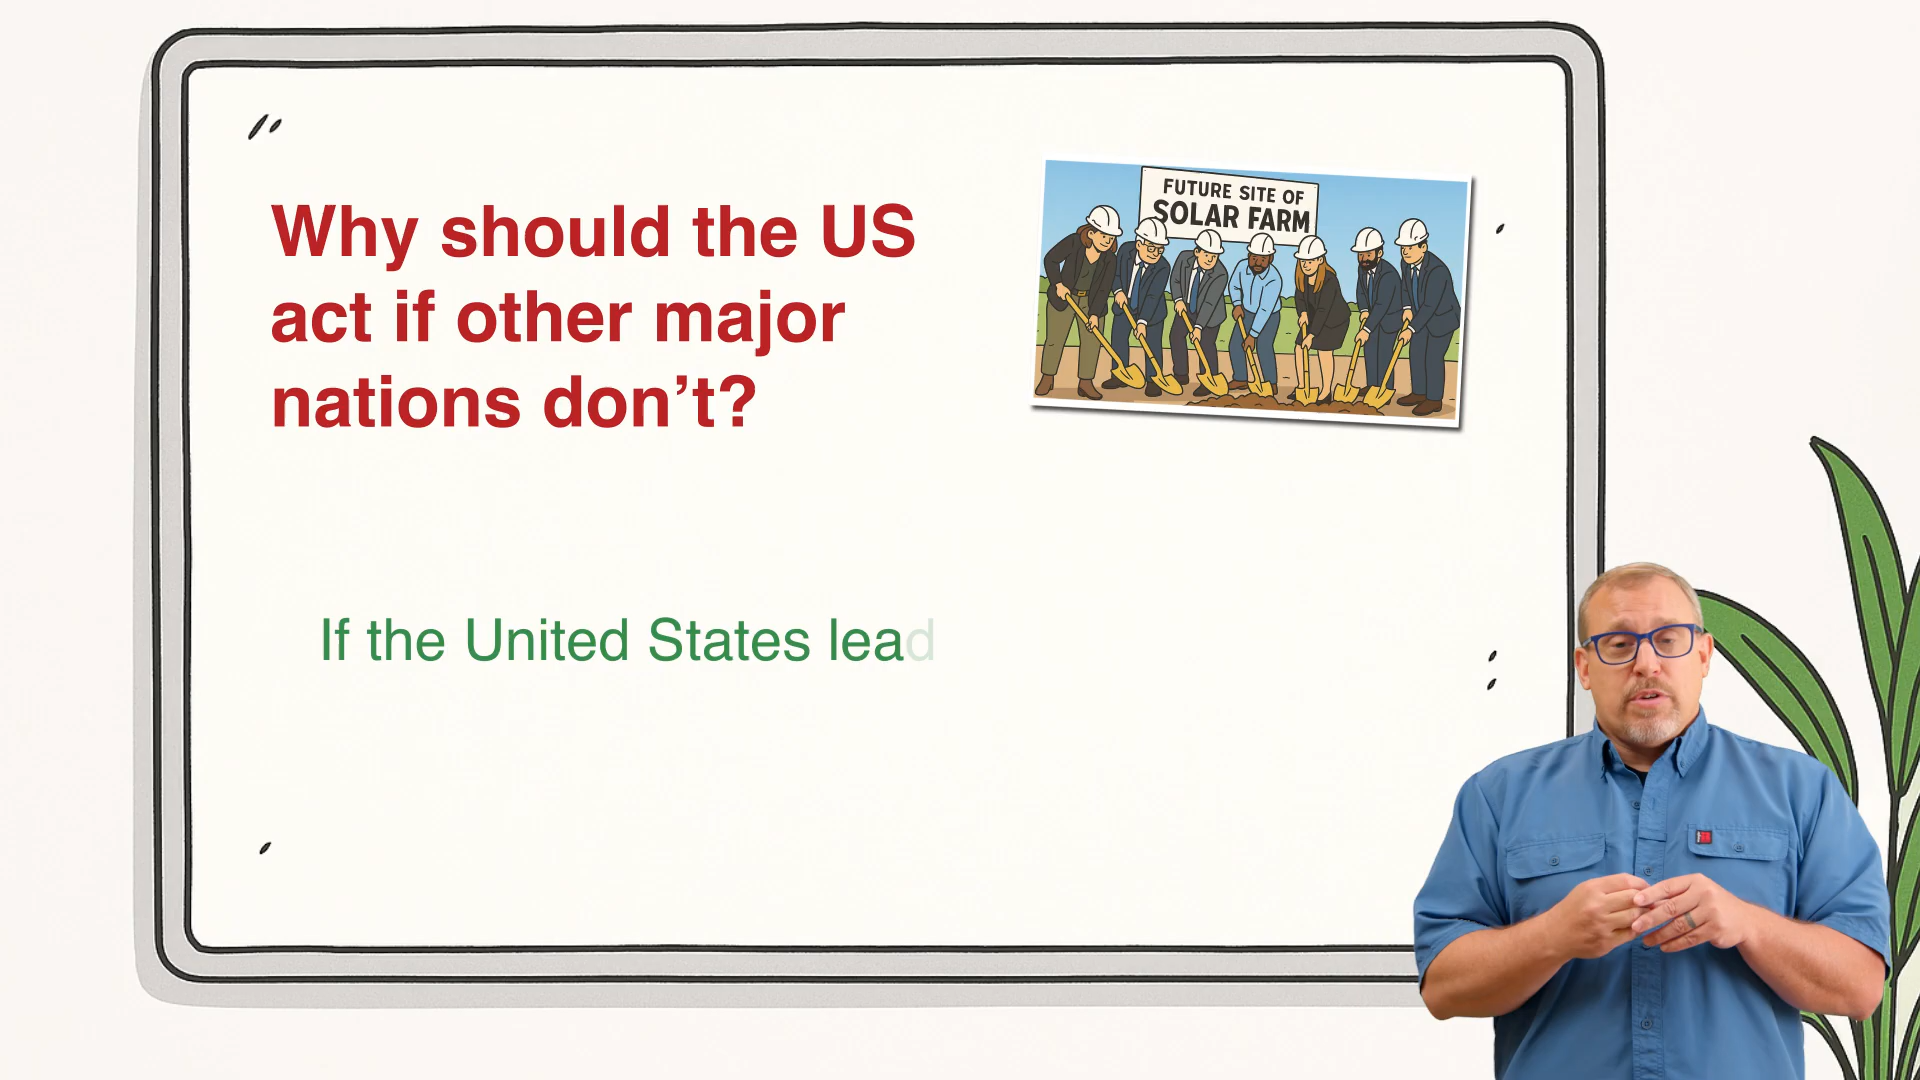 Why should the US
act if other major
nations don’t?
FUTURE SITE OF
SOLAR FARM
If the United States lead